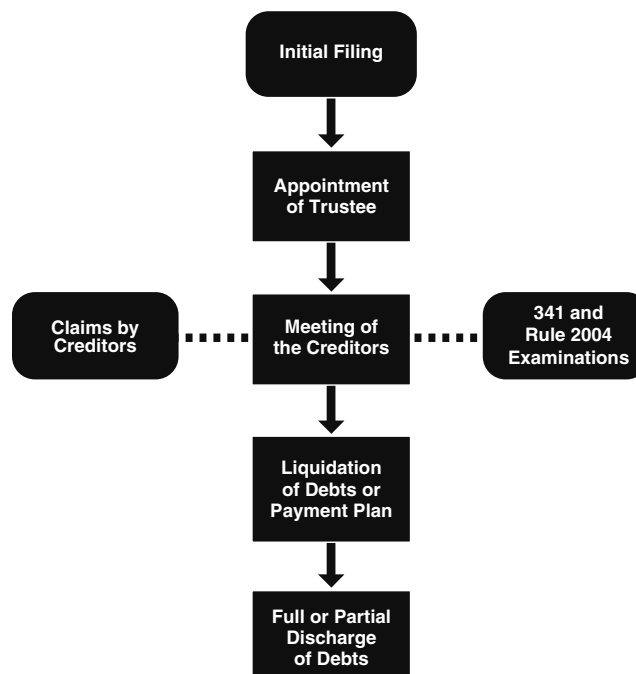 Initial Filing
Appointment
of Trustee
Claims by
Creditors
Meeting of
the Creditors
341 and
Rule 2004
Examinations
Liquidation
of Debts or
Payment Plan
Full or Partial
Discharge
of Debts